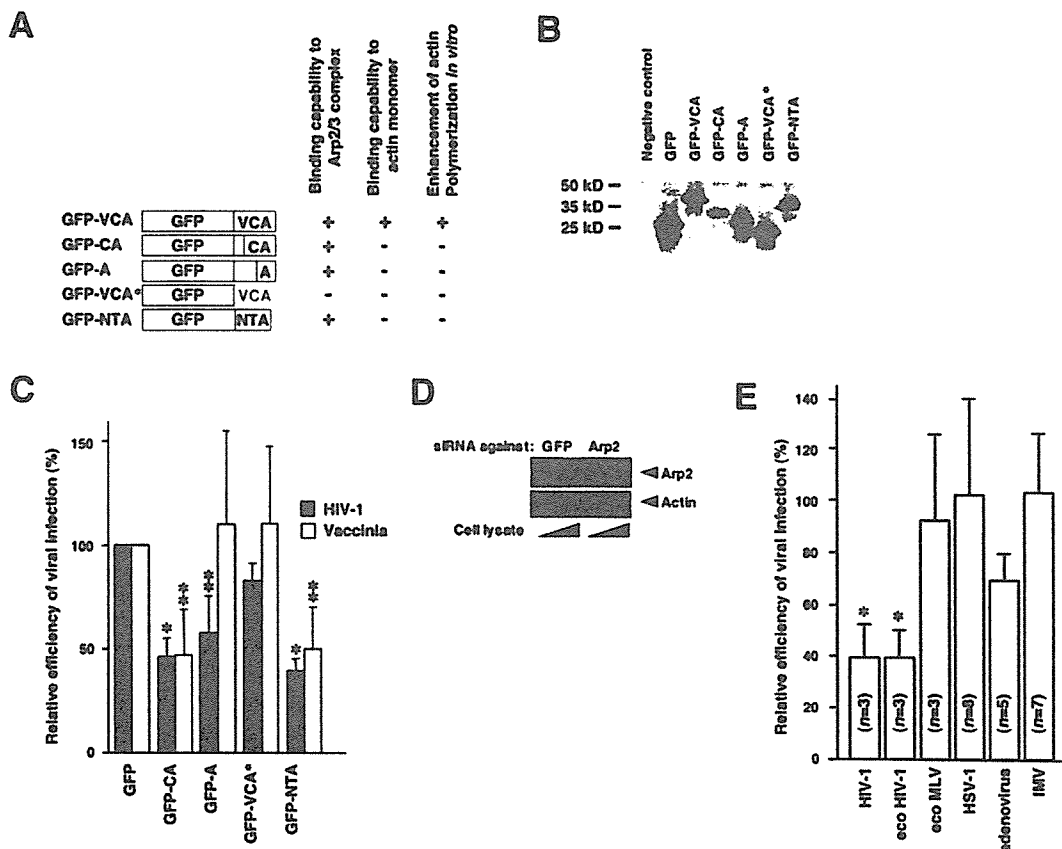 A
Binding capability to
Arp2/3 complex
Binding capability to
actin monomer
Enhancement of actin
Polymerization in vitro
GFP-VCA GFP VCA + + +
GFP-CA GFP CA + - -
GFP-A GFP A + - -
GFP-VCA* GFP VCA - - -
GFP-NTA GFP NTA + - -
B
Negative control
GFP
GFP-VCA
GFP-CA
GFP-A
GFP-VCA*
GFP-NTA
50 kD
35 kD
25 kD
C
Relative efficiency of viral infection (%)
150
100
50
0
HIV-1
Vaccinia
*
**
**
*
**
GFP
GFP-CA
GFP-A
GFP-VCA*
GFP-NTA
D
siRNA against: GFP Arp2
Arp2
Actin
Cell lysate
E
Relative efficiency of viral infection (%)
140
120
100
80
60
40
20
0
*
*
(n=3)
(n=3)
(n=3)
(n=8)
(n=5)
(n=7)
HIV-1
eco HIV-1
eco MLV
HSV-1
adenovirus
IMV